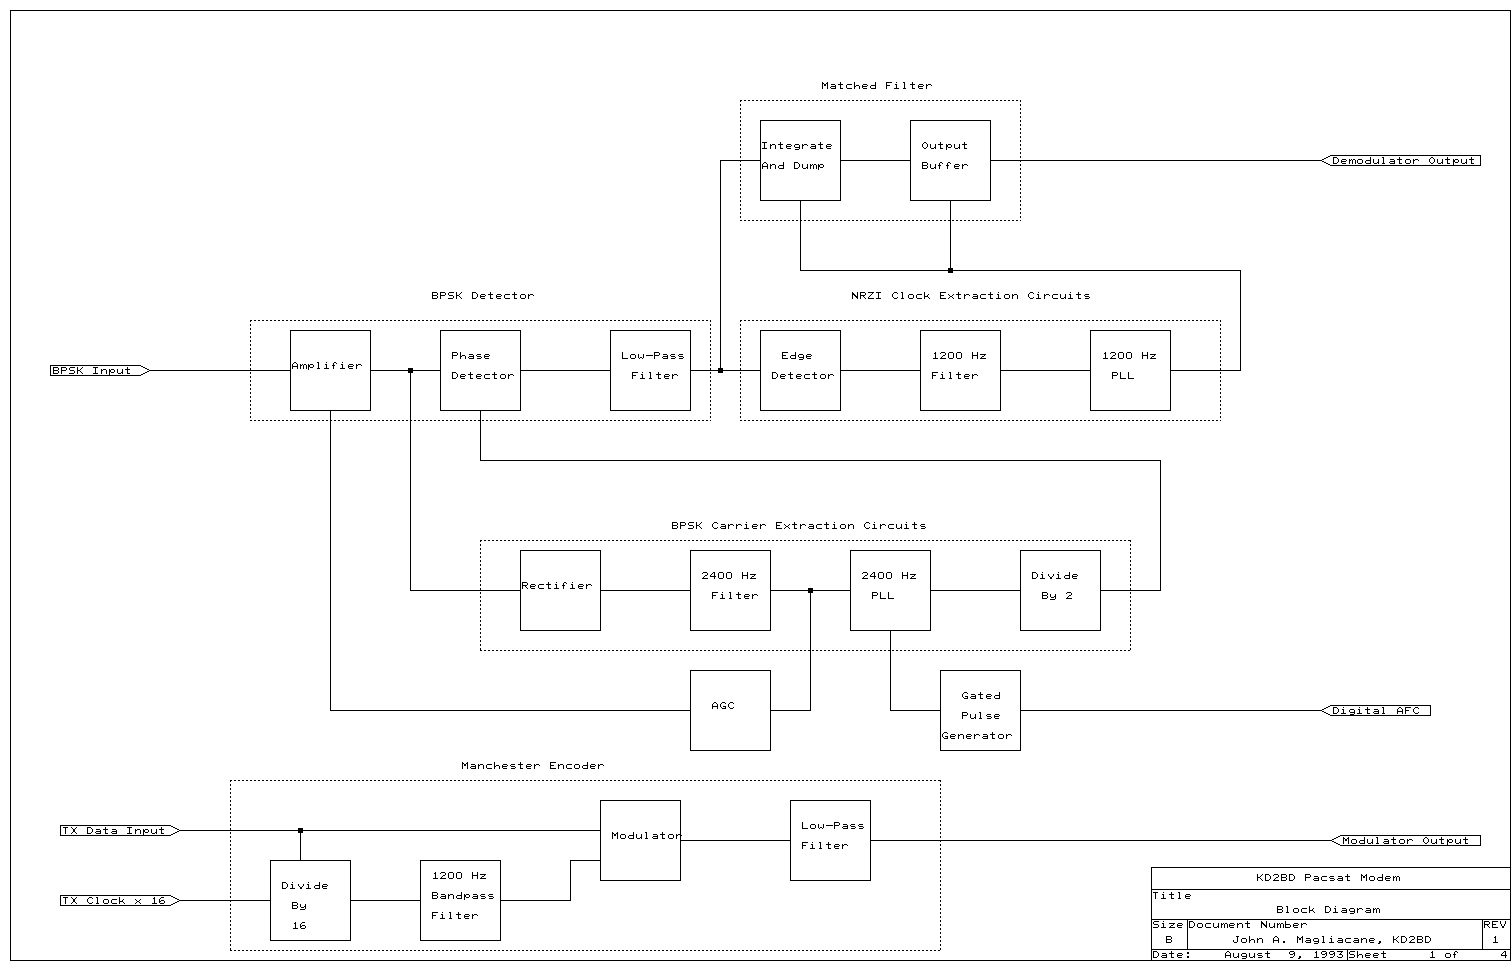 Matched Filter
Integrate
And Dump
Output
Buffer
Demodulator Output
BPSK Detector
NRZI Clock Extraction Circuits
BPSK Input
Amplifier
Phase
Detector
Low-Pass
Filter
Edge
Detector
1200 Hz
Filter
1200 Hz
PLL
BPSK Carrier Extraction Circuits
Rectifier
2400 Hz
Filter
2400 Hz
PLL
Divide
By 2
AGC
Gated
Pulse
Generator
Digital AFC
Manchester Encoder
TX Data Input
Modulator
Low-Pass
Filter
Modulator Output
TX Clock x 16
Divide
By
16
1200 Hz
Bandpass
Filter
KD2BD Pacsat Modem
Title
Block Diagram
Size Document Number REV
B John A. Magliacane, KD2BD 1
Date: August 9, 1993 Sheet 1 of 4